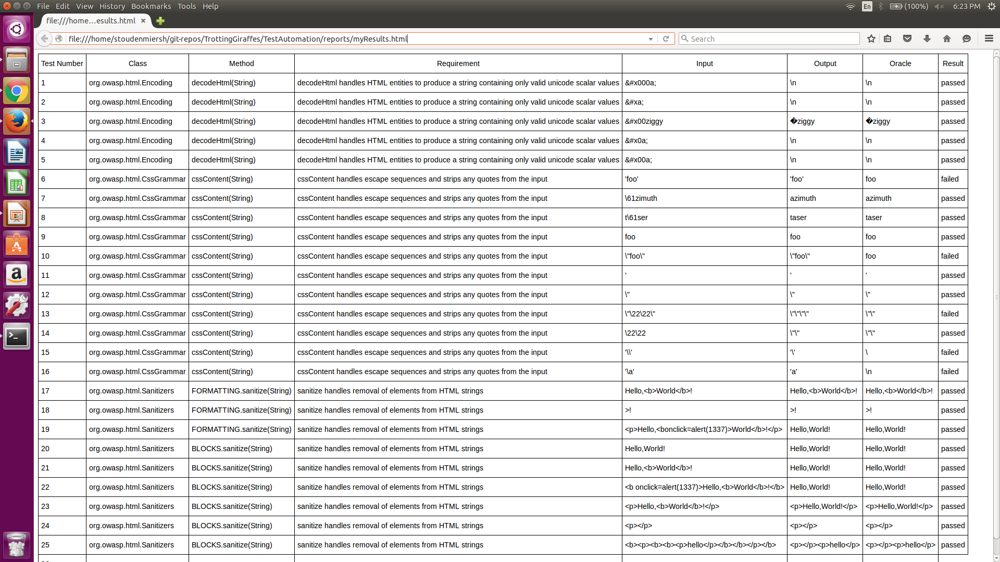 File Edit View History Bookmarks Tools Help En (100%) 6:23 PM
file:///home...esults.html
file:///home/stoudenmiersh/git-repos/TrottingGiraffes/TestAutomation/reports/myResults.html Search
Test Number Class Method Requirement Input Output Oracle Result
1 org.owasp.html.Encoding decodeHtml(String) decodeHtml handles HTML entities to produce a string containing only valid unicode scalar values &#x000a; \n \n passed
2 org.owasp.html.Encoding decodeHtml(String) decodeHtml handles HTML entities to produce a string containing only valid unicode scalar values &#xa; \n \n passed
3 org.owasp.html.Encoding decodeHtml(String) decodeHtml handles HTML entities to produce a string containing only valid unicode scalar values &#x00ziggy �ziggy �ziggy passed
4 org.owasp.html.Encoding decodeHtml(String) decodeHtml handles HTML entities to produce a string containing only valid unicode scalar values &#x0a; \n \n passed
5 org.owasp.html.Encoding decodeHtml(String) decodeHtml handles HTML entities to produce a string containing only valid unicode scalar values &#x00a; \n \n passed
6 org.owasp.html.CssGrammar cssContent(String) cssContent handles escape sequences and strips any quotes from the input 'foo' 'foo' foo failed
7 org.owasp.html.CssGrammar cssContent(String) cssContent handles escape sequences and strips any quotes from the input \61zimuth azimuth azimuth passed
8 org.owasp.html.CssGrammar cssContent(String) cssContent handles escape sequences and strips any quotes from the input t\61ser taser taser passed
9 org.owasp.html.CssGrammar cssContent(String) cssContent handles escape sequences and strips any quotes from the input foo foo foo passed
10 org.owasp.html.CssGrammar cssContent(String) cssContent handles escape sequences and strips any quotes from the input \"foo\" \"foo\" foo failed
11 org.owasp.html.CssGrammar cssContent(String) cssContent handles escape sequences and strips any quotes from the input ' ' ' passed
12 org.owasp.html.CssGrammar cssContent(String) cssContent handles escape sequences and strips any quotes from the input \" \" \" passed
13 org.owasp.html.CssGrammar cssContent(String) cssContent handles escape sequences and strips any quotes from the input \"\22\22\" \"\"\"\" \"\" failed
14 org.owasp.html.CssGrammar cssContent(String) cssContent handles escape sequences and strips any quotes from the input \22\22 \"\" \"\" passed
15 org.owasp.html.CssGrammar cssContent(String) cssContent handles escape sequences and strips any quotes from the input '\\' '\' \ failed
16 org.owasp.html.CssGrammar cssContent(String) cssContent handles escape sequences and strips any quotes from the input '\a' 'a' \n failed
17 org.owasp.html.Sanitizers FORMATTING.sanitize(String) sanitize handles removal of elements from HTML strings Hello,<b>World</b>! Hello,<b>World</b>! Hello,<b>World</b>! passed
18 org.owasp.html.Sanitizers FORMATTING.sanitize(String) sanitize handles removal of elements from HTML strings >! >! >! passed
19 org.owasp.html.Sanitizers FORMATTING.sanitize(String) sanitize handles removal of elements from HTML strings <p>Hello,<bonclick=alert(1337)>World</b>!</p> Hello,World! Hello,World! passed
20 org.owasp.html.Sanitizers BLOCKS.sanitize(String) sanitize handles removal of elements from HTML strings Hello,World! Hello,World! Hello,World! passed
21 org.owasp.html.Sanitizers BLOCKS.sanitize(String) sanitize handles removal of elements from HTML strings Hello,<b>World</b>! Hello,World! Hello,World! passed
22 org.owasp.html.Sanitizers BLOCKS.sanitize(String) sanitize handles removal of elements from HTML strings <b onclick=alert(1337)>Hello,<b>World</b>!</b> Hello,World! Hello,World! passed
23 org.owasp.html.Sanitizers BLOCKS.sanitize(String) sanitize handles removal of elements from HTML strings <p>Hello,<b>World</b>!</p> <p>Hello,World!</p> <p>Hello,World!</p> passed
24 org.owasp.html.Sanitizers BLOCKS.sanitize(String) sanitize handles removal of elements from HTML strings <p></p> <p></p> <p></p> passed
25 org.owasp.html.Sanitizers BLOCKS.sanitize(String) sanitize handles removal of elements from HTML strings <b><p><b><b><p>hello</p></b></b></p></b> <p></p><p>hello</p> <p></p><p>hello</p> passed